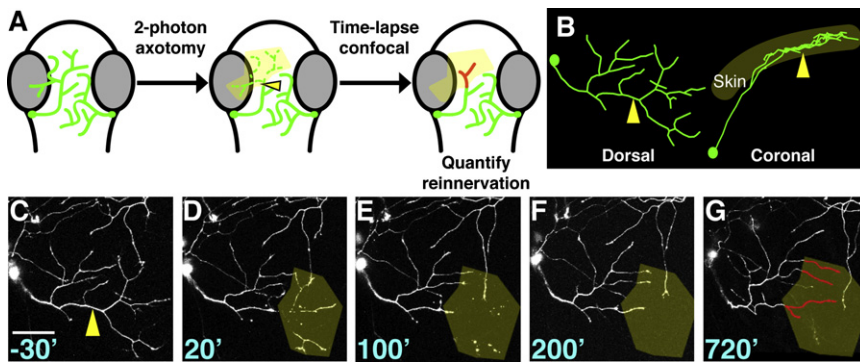 A
2-photon
axotomy
Time-lapse
confocal
Quantify
reinnervation
B
Skin
Dorsal
Coronal
C
-30’
D
20’
E
100’
F
200’
G
720’